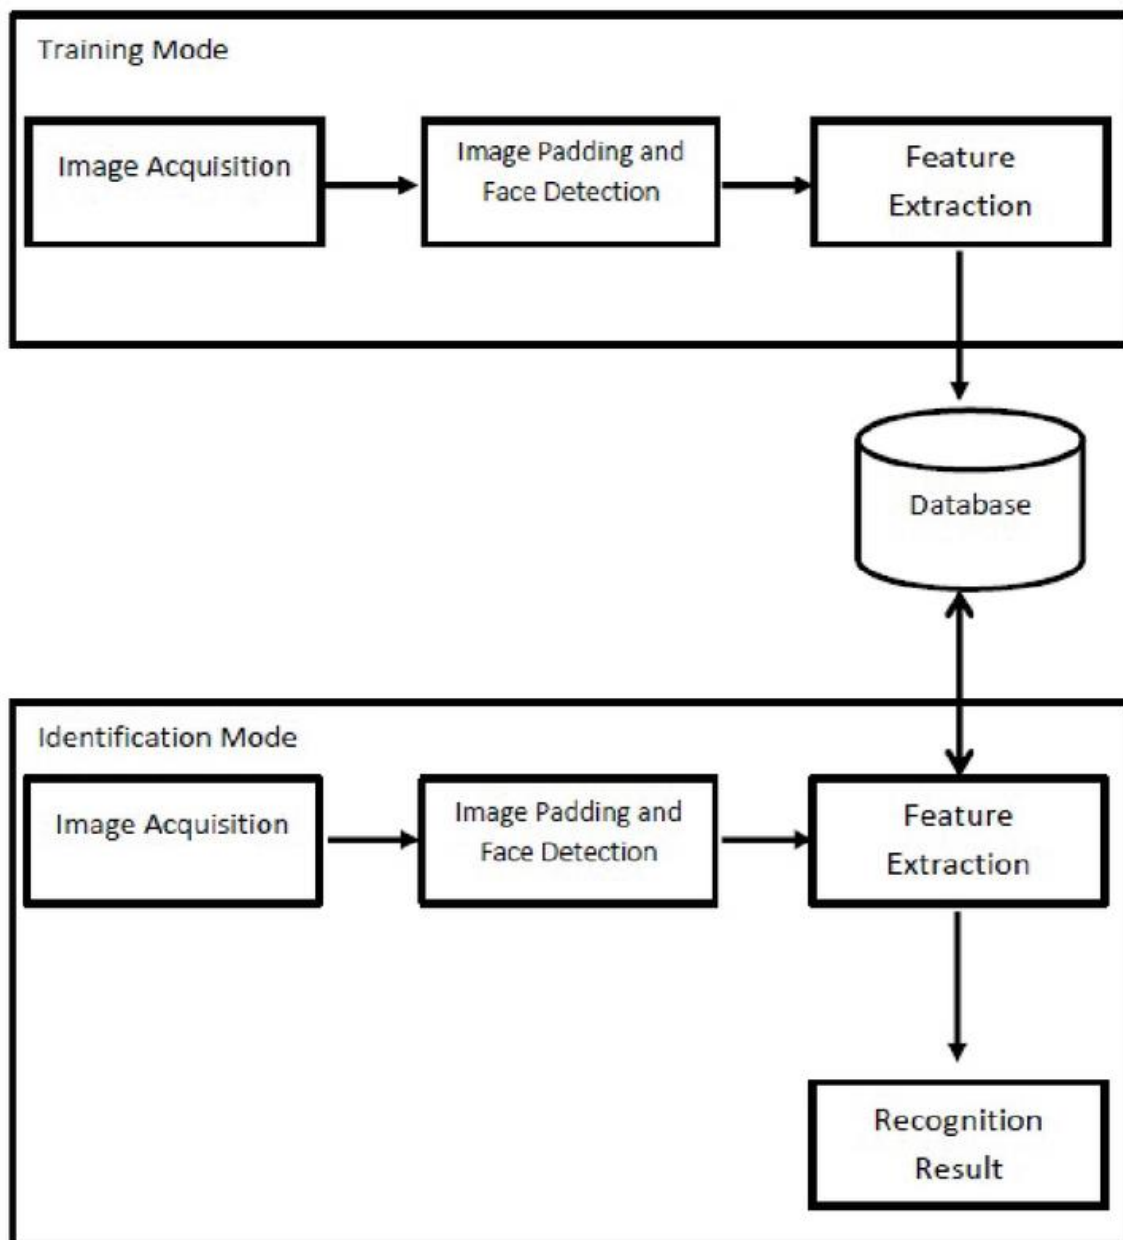 Training Mode
Image Acquisition
Image Padding and
Face Detection
Feature
Extraction
Database
Identification Mode
Image Acquisition
Image Padding and
Face Detection
Feature
Extraction
Recognition
Result